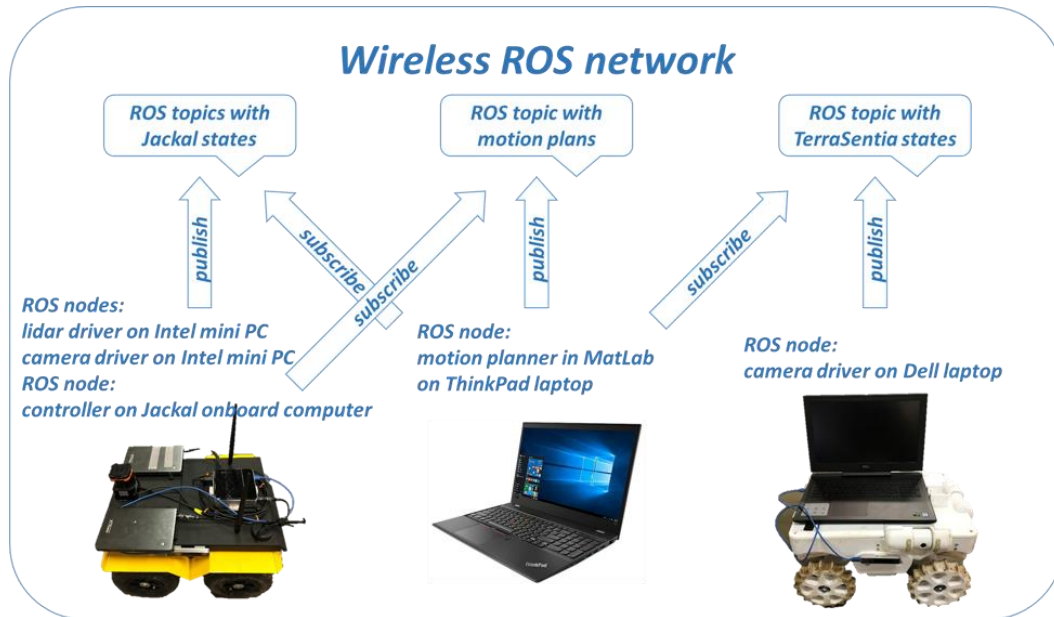 Wireless ROS network
ROS topics with
Jackal states
ROS topic with
motion plans
ROS topic with
TerraSentia states
publish
subscribe
subscribe
publish
subscribe
publish
ROS nodes:
lidar driver on Intel mini PC
camera driver on Intel mini PC
ROS node:
controller on Jackal onboard computer
ROS node:
motion planner in MatLab
on ThinkPad laptop
ROS node:
camera driver on Dell laptop
ThinkPad